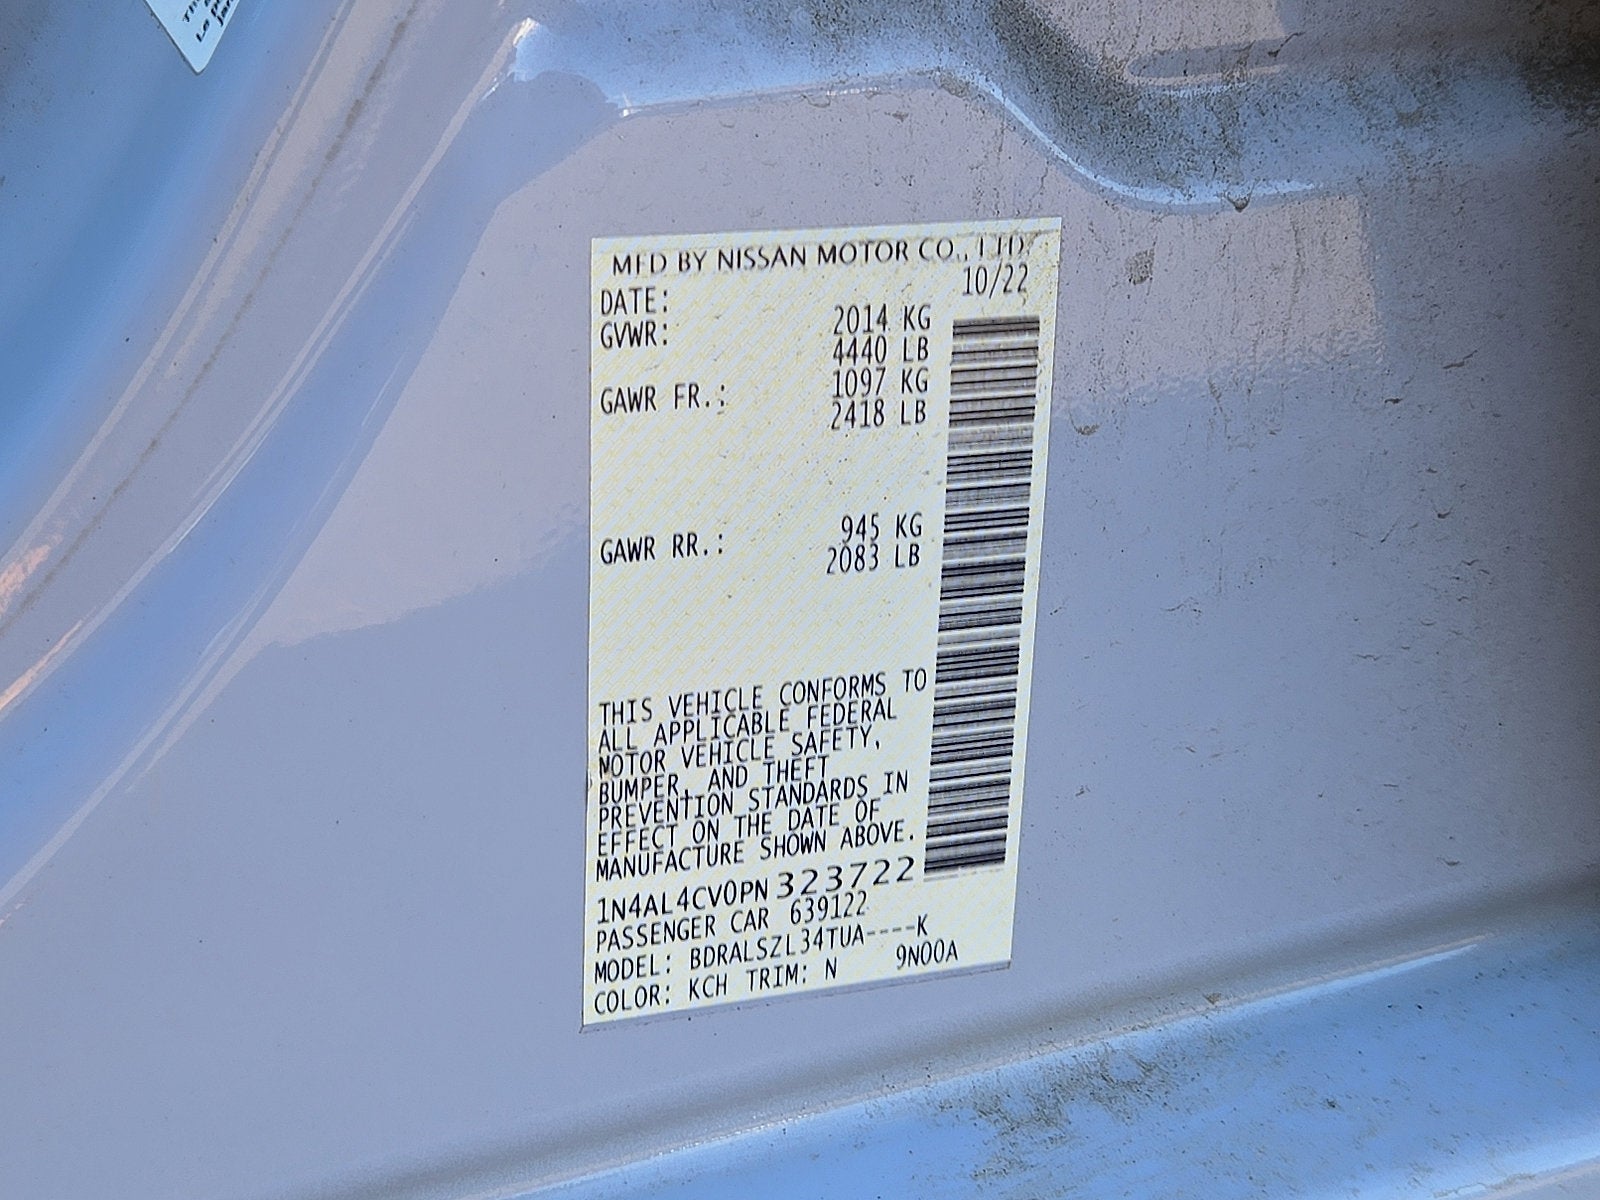 MFD BY NISSAN MOTOR CO., LTD.
DATE: 10/22
GVWR: 2014 KG
4440 LB
GAWR FR.: 1097 KG
2418 LB
GAWR RR.: 945 KG
2083 LB
THIS VEHICLE CONFORMS TO
ALL APPLICABLE FEDERAL
MOTOR VEHICLE SAFETY,
BUMPER, AND THEFT
PREVENTION STANDARDS IN
EFFECT ON THE DATE OF
MANUFACTURE SHOWN ABOVE.
1N4AL4CV0PN 323722
PASSENGER CAR 639122
MODEL: BDRALSZL34TUA----K
COLOR: KCH TRIM: N 9N00A